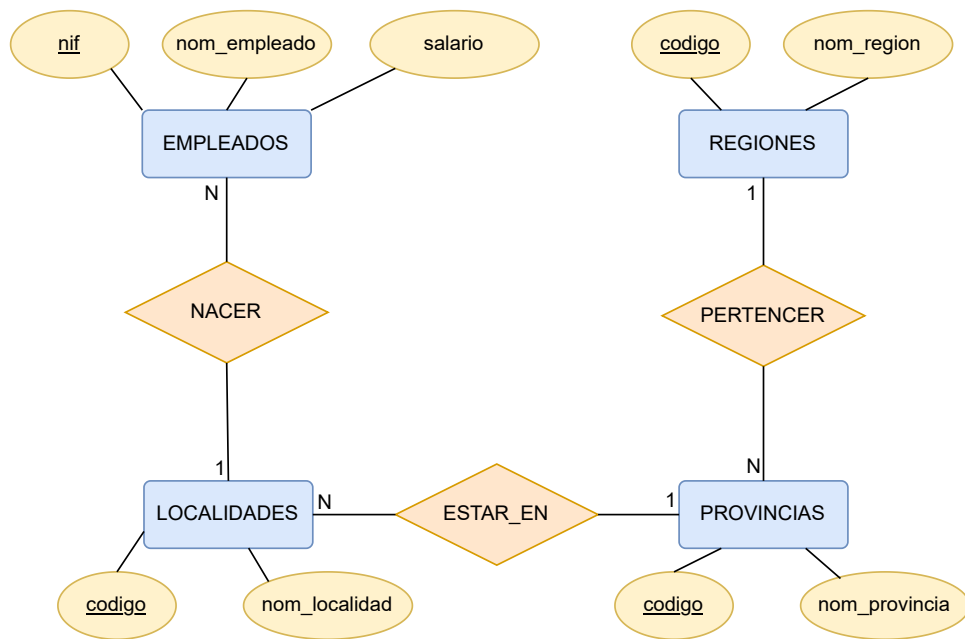 nif
nom_empleado
salario
codigo
nom_region
EMPLEADOS
REGIONES
N
1
NACER
PERTENCER
1
N
N
1
LOCALIDADES
ESTAR_EN
PROVINCIAS
codigo
nom_localidad
codigo
nom_provincia